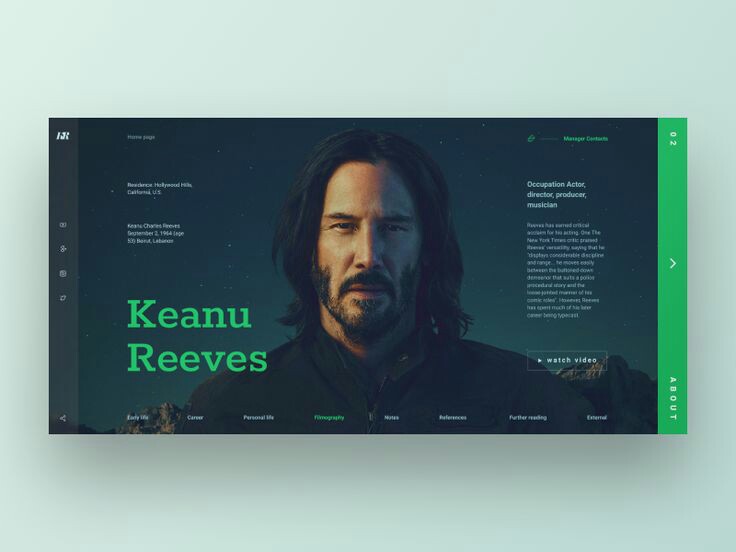 KR
Home page
Manager Contacts
02
Residence: Hollywood Hills,
California, U.S.
Occupation Actor,
director, producer,
musician
Keanu Charles Reeves
September 2, 1964 (age
53) Beirut, Lebanon
Reeves has earned critical
acclaim for his acting. One The
New York Times critic praised
Reeves' versatility, saying that he
"displays considerable discipline
and range... he moves easily
between the buttoned-down
demeanor that suits a police
procedural story and the
loose-jointed manner of his
comic roles". However, Reeves
has spent much of his later
career being typecast.
Keanu
Reeves
watch video
ABOUT
Early life
Career
Personal life
Filmography
Notes
References
Further reading
External